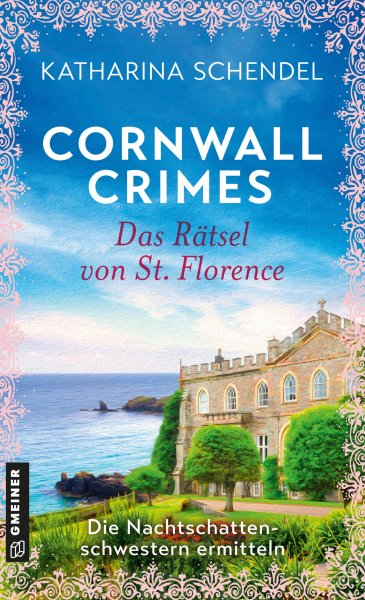 KATHARINA SCHENDEL
CORNWALL
CRIMES
Das Rätsel
von St. Florence
Die Nachtschatten-
schwestern ermitteln
GMEINER